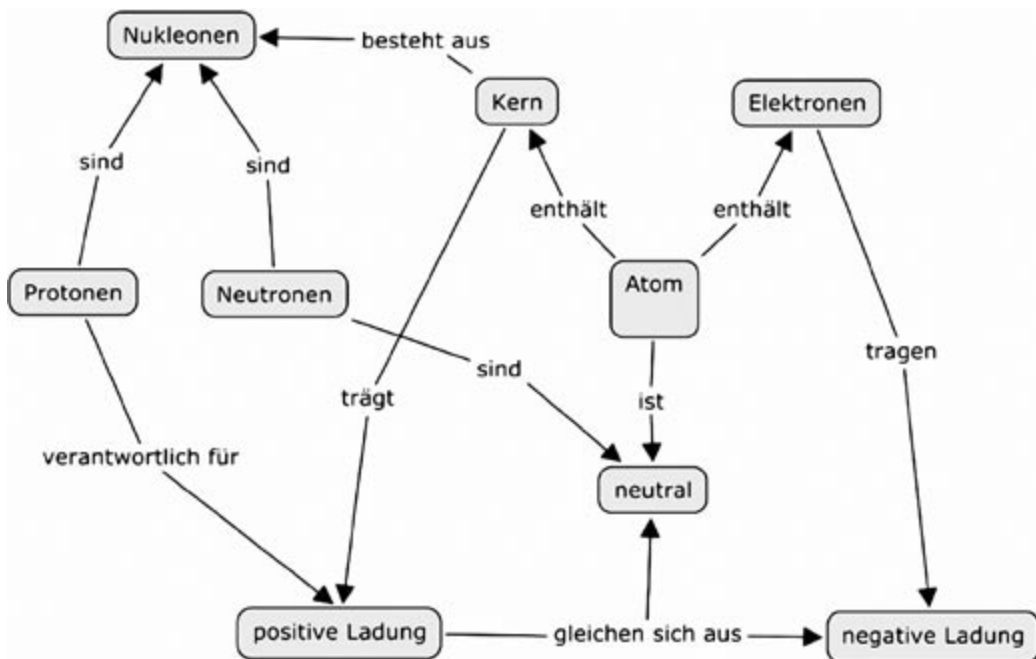 Nukleonen
besteht aus
Kern
Elektronen
sind
sind
enthält
enthält
Protonen
Neutronen
Atom
sind
tragen
trägt
ist
verantwortlich für
neutral
positive Ladung
gleichen sich aus
negative Ladung